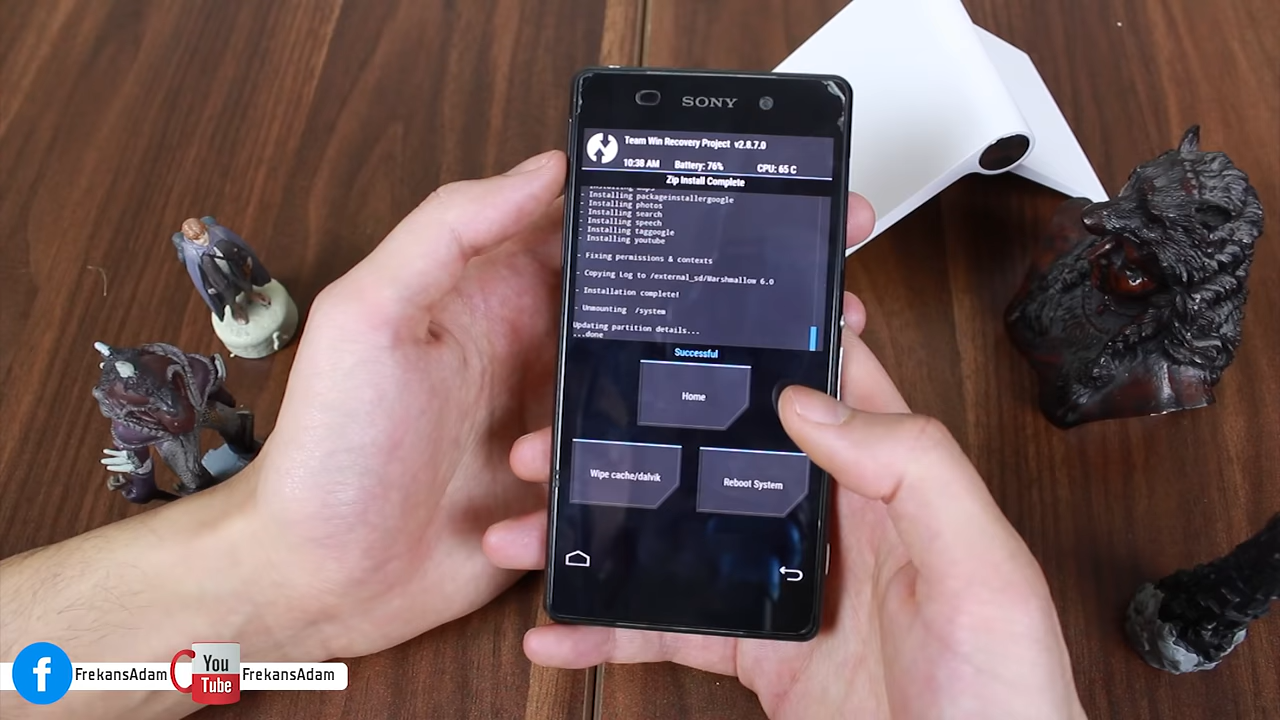 SONY
Team Win Recovery Project v2.8.7.0
10:38 AM Battery: 76% CPU: 65 C
Zip Install Complete
- Installing packageinstallergoogle
- Installing photos
- Installing search
- Installing speech
- Installing taggoogle
- Installing youtube
- Fixing permissions & contexts
- Copying Log to /external_sd/Warshmallow 6.0
- Installation complete!
- Unmounting /system
Updating partition details...
...done
Successful
Home
Wipe cache/dalvik
Reboot System
f FrekansAdam You Tube FrekansAdam